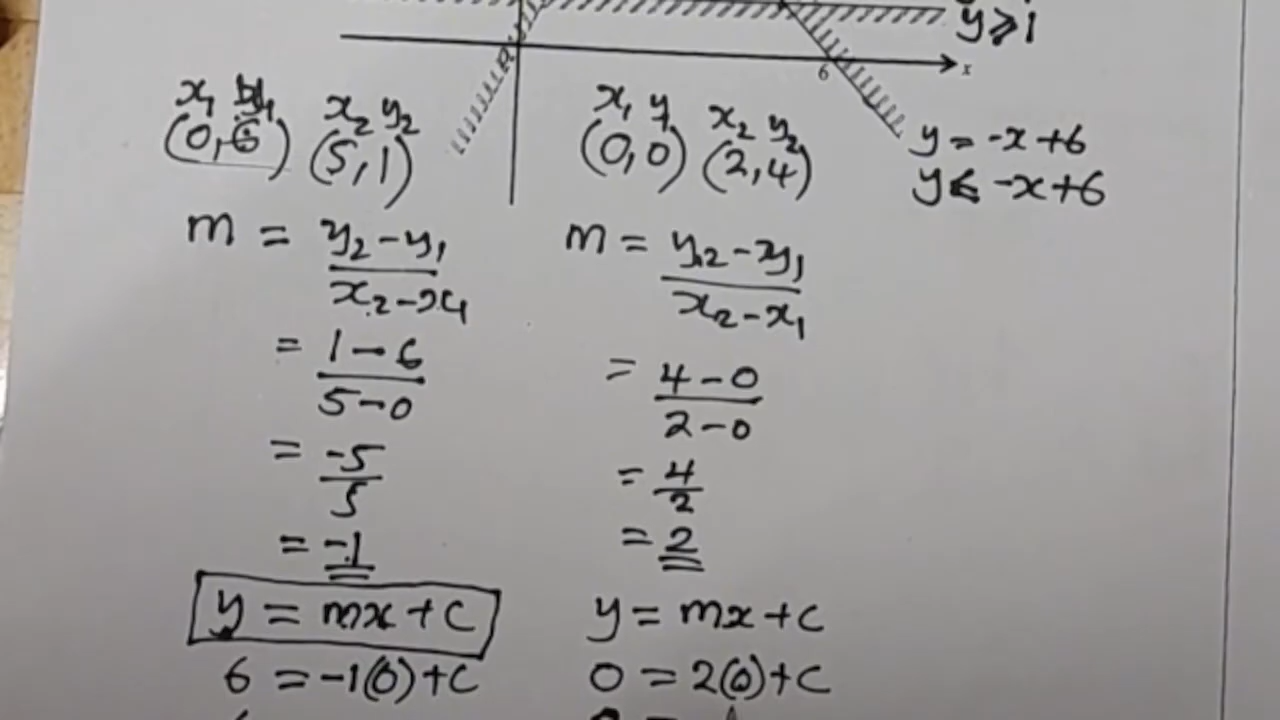 y ⩾ 1
x
6
y = -x+6
y ⩽ -x+6
x₁ y₁ x₂ y₂
(0,6) (5,1)
m = y₂-y₁ / x₂-x₁
= 1-6 / 5-0
= -5 / 5
= -1
y = mx+c
6 = -1(0)+c
x₁ y₁ x₂ y₂
(0,0) (2,4)
m = y₂-y₁ / x₂-x₁
= 4-0 / 2-0
= 4 / 2
= 2
y = mx+c
0 = 2(0)+c